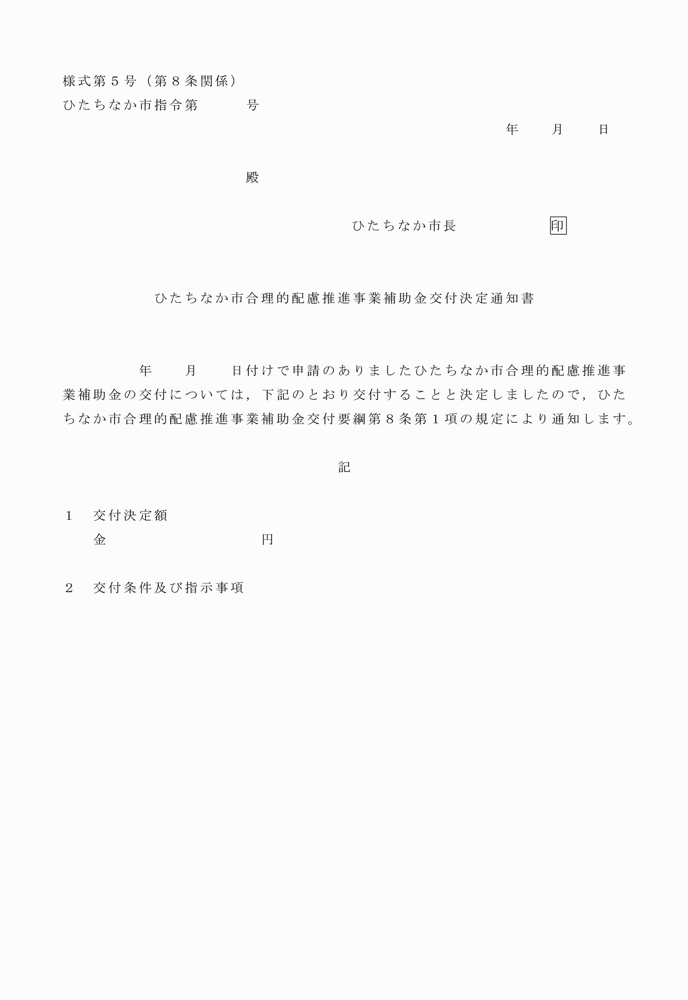 様式第５号（第８条関係）
ひたちなか市指令第　　　号
年　　月　　日
殿
ひたちなか市長　　　　　　印
ひたちなか市合理的配慮推進事業補助金交付決定通知書
年　　月　　日付けで申請のありましたひたちなか市合理的配慮推進事
業補助金の交付については，下記のとおり交付することと決定しましたので，ひた
ちなか市合理的配慮推進事業補助金交付要綱第８条第１項の規定により通知します。
記
１　交付決定額
金　　　　　　　　　　円
２　交付条件及び指示事項